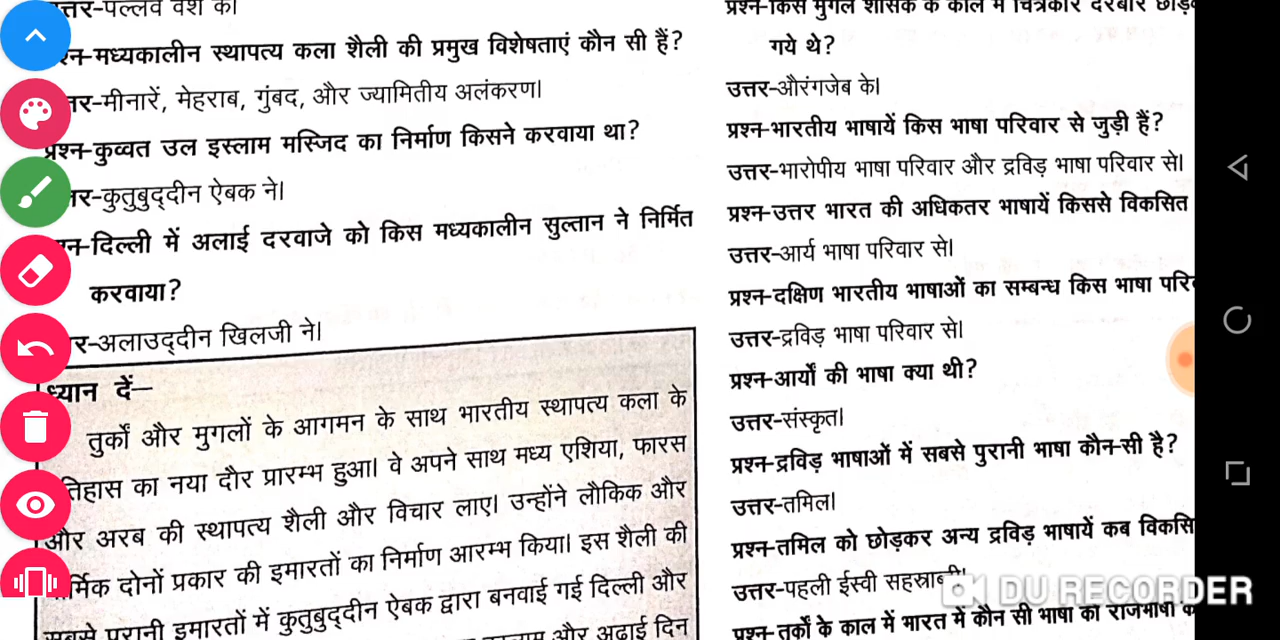 उत्तर-पल्लव वंश का।
प्रश्न-मध्यकालीन स्थापत्य कला शैली की प्रमुख विशेषताएं कौन सी हैं?
उत्तर-मीनारें, मेहराब, गुंबद, और ज्यामितीय अलंकरण।
प्रश्न-कुव्वत उल इस्लाम मस्जिद का निर्माण किसने करवाया था?
उत्तर-कुतुबुद्दीन ऐबक ने।
प्रश्न-दिल्ली में अलाई दरवाजे को किस मध्यकालीन सुल्तान ने निर्मित
करवाया?
उत्तर-अलाउद्दीन खिलजी ने।
ध्यान दें—
तुर्कों और मुगलों के आगमन के साथ भारतीय स्थापत्य कला के
इतिहास का नया दौर प्रारम्भ हुआ। वे अपने साथ मध्य एशिया, फारस
और अरब की स्थापत्य शैली और विचार लाए। उन्होंने लौकिक और
धार्मिक दोनों प्रकार की इमारतों का निर्माण आरम्भ किया। इस शैली की
सबसे पुरानी इमारतों में कुतुबुद्दीन ऐबक द्वारा बनवाई गई दिल्ली और
और अढ़ाई दिन
प्रश्न-किस मुगल शासक के काल में चित्रकार दरबार छोड़कर
गये थे?
उत्तर-औरंगजेब के।
प्रश्न-भारतीय भाषायें किस भाषा परिवार से जुड़ी हैं?
उत्तर-भारोपीय भाषा परिवार और द्रविड़ भाषा परिवार से।
प्रश्न-उत्तर भारत की अधिकतर भाषायें किससे विकसित
उत्तर-आर्य भाषा परिवार से।
प्रश्न-दक्षिण भारतीय भाषाओं का सम्बन्ध किस भाषा परि
उत्तर-द्रविड़ भाषा परिवार से।
प्रश्न-आर्यों की भाषा क्या थी?
उत्तर-संस्कृत।
प्रश्न-द्रविड़ भाषाओं में सबसे पुरानी भाषा कौन-सी है?
उत्तर-तमिल।
प्रश्न-तमिल को छोड़कर अन्य द्रविड़ भाषायें कब विकसि
उत्तर-पहली ईस्वी सहस्राब्दी।
DU RECORDER
प्रश्न-तुर्कों के काल में भारत में कौन सी भाषा को राजभाषा का